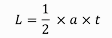 L = 1/2 × a × t